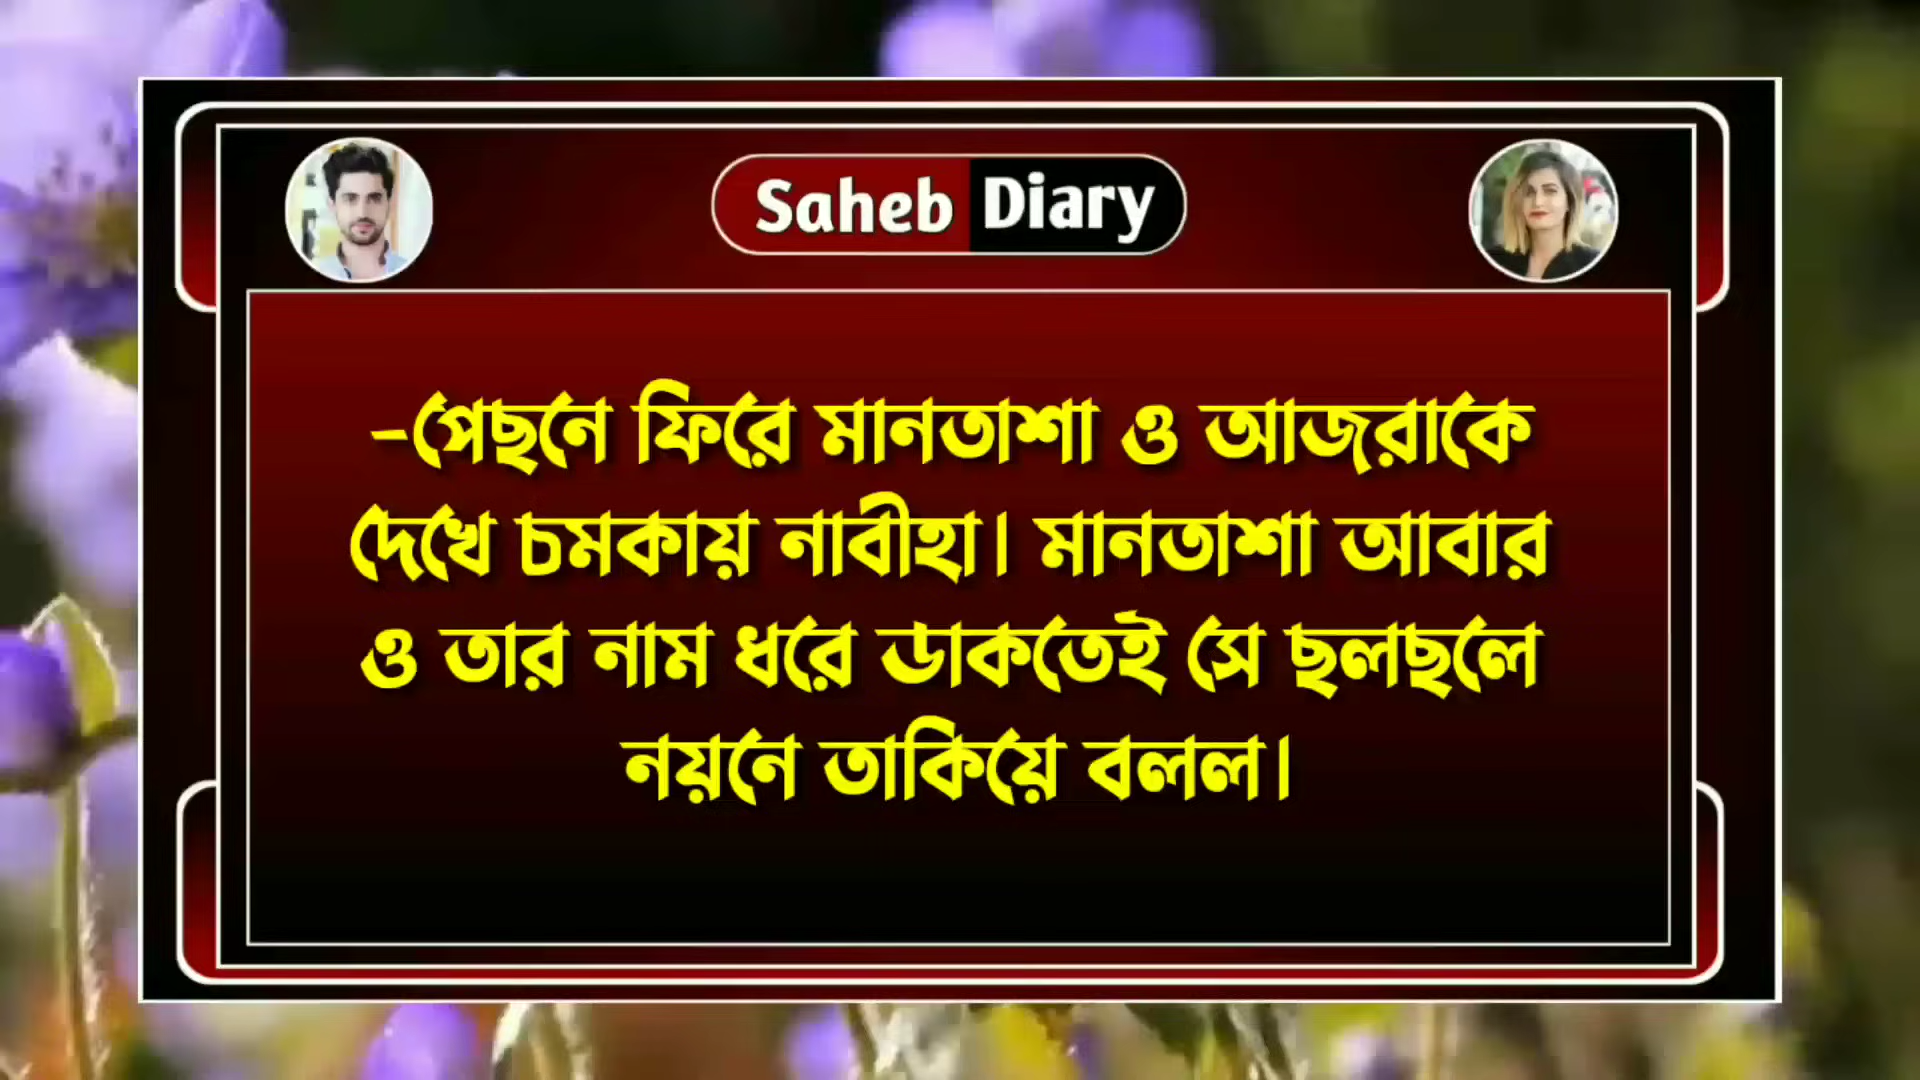 Saheb Diary
-পেছনে ফিরে মানতাশা ও আজরাকে
দেখে চমকায় নাবীহা। মানতাশা আবার
ও তার নাম ধরে ডাকতেই সে ছলছলে
নয়নে তাকিয়ে বলল।